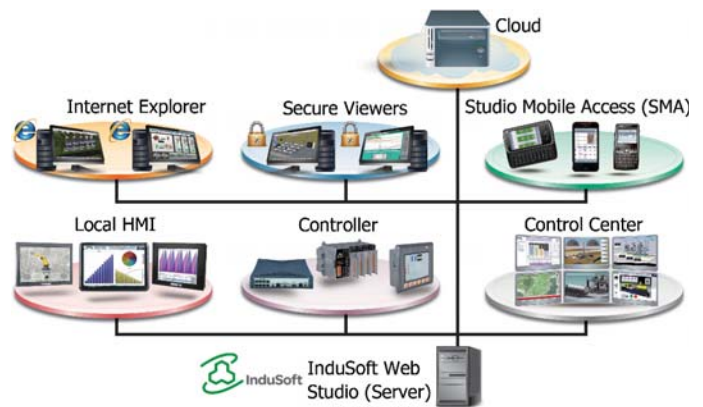 Cloud
Internet Explorer
Secure Viewers
Studio Mobile Access (SMA)
Local HMI
Controller
Control Center
InduSoft
InduSoft Web
Studio (Server)